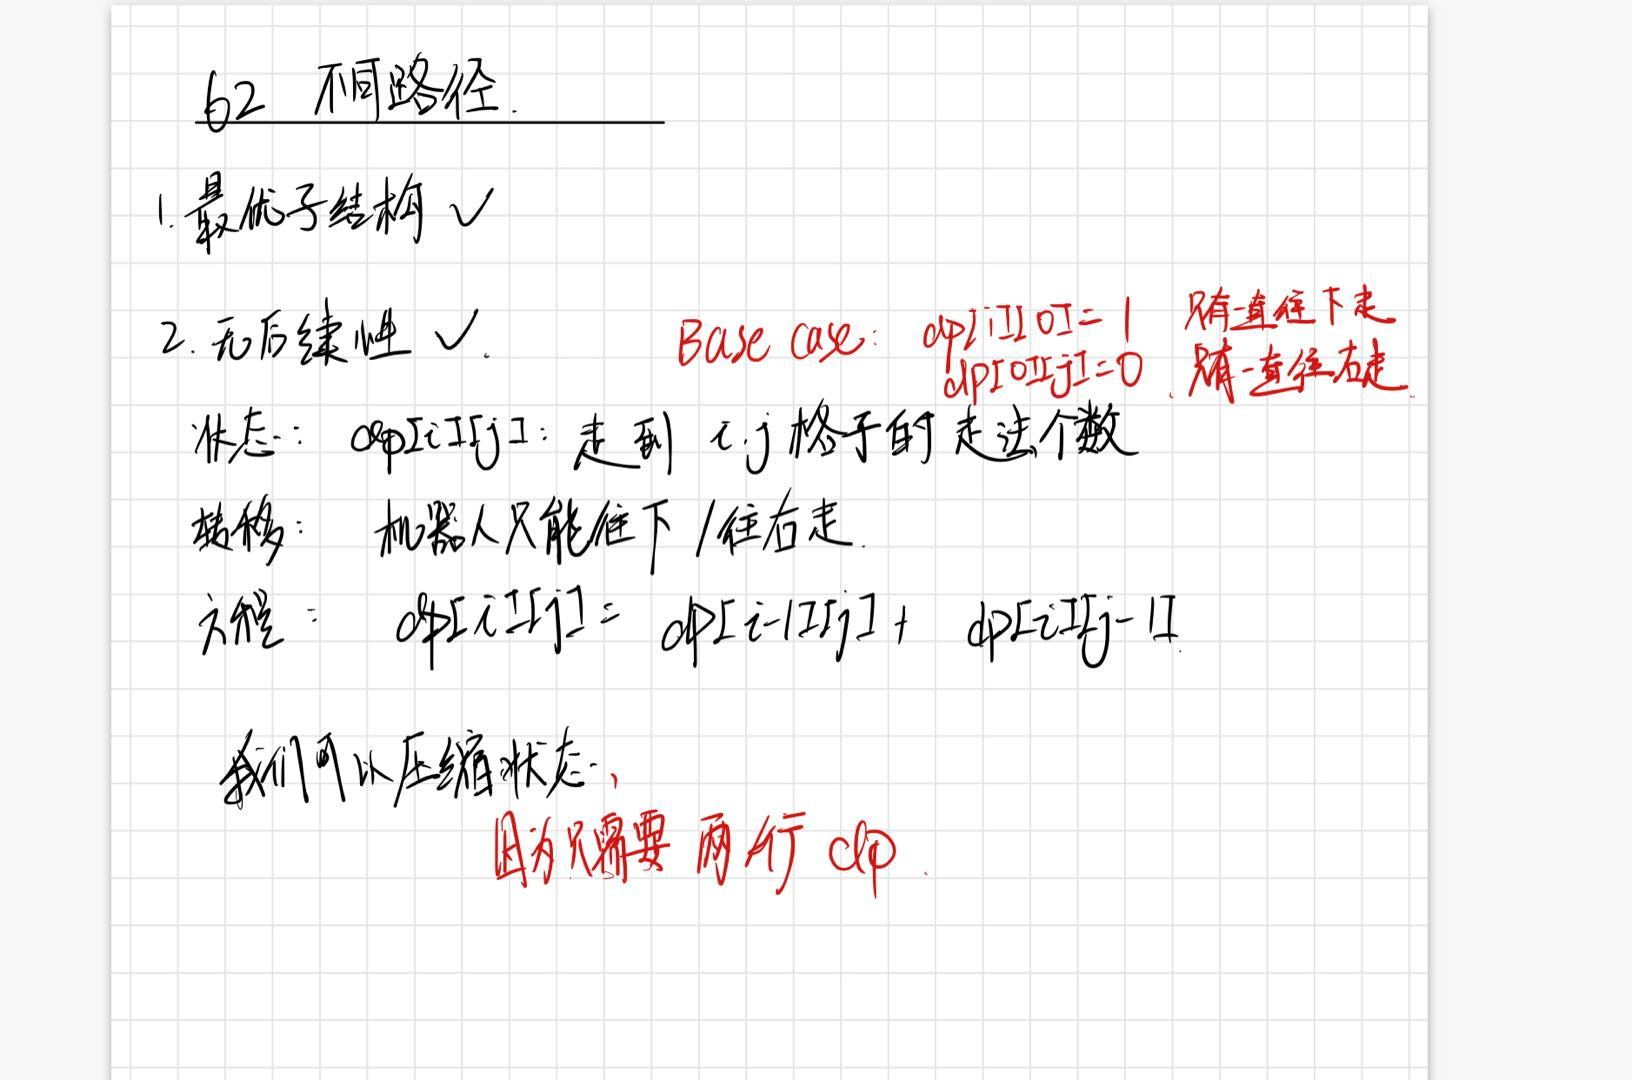 62 不同路径.
1. 最优子结构 ✓
2. 无后续性 ✓.
Base case: dp[i][0]=1 只有一直往下走
dp[0][j]=0. 只有一直往右走.
状态: dp[i][j]: 走到 i.j 格子的走法个数
转移: 机器人只能往下/往右走.
方程: dp[i][j]= dp[i-1][j]+ dp[i][j-1].
我们可以压缩状态,
因为只需要两行 dp.